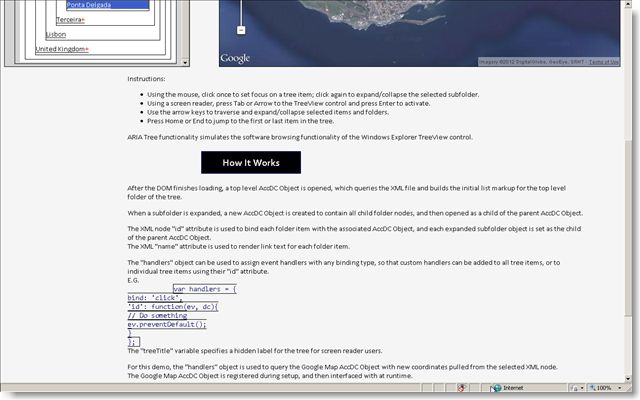 Ponta Delgada
Terceira+
Lisbon
United Kingdom+
Google
Imagery ©2012 DigitalGlobe, GeoEye, SRMT - Terms of Use
Instructions:
• Using the mouse, click once to set focus on a tree item; click again to expand/collapse the selected subfolder.
• Using a screen reader, press Tab or Arrow to the TreeView control and press Enter to activate.
• Use the arrow keys to traverse and expand/collapse selected items and folders.
• Press Home or End to jump to the first or last item in the tree.
ARIA Tree functionality simulates the software browsing functionality of the Windows Explorer TreeView control.
How It Works
After the DOM finishes loading, a top level AccDC Object is opened, which queries the XML file and builds the initial list markup for the top level
folder of the tree.
When a subfolder is expanded, a new AccDC Object is created to contain all child folder nodes, and then opened as a child of the parent AccDC Object.
The XML node "id" attribute is used to bind each folder item with the associated AccDC Object, and each expanded subfolder object is set as the child
of the parent AccDC Object.
The XML "name" attribute is used to render link text for each folder item.
The "handlers" object can be used to assign event handlers with any binding type, so that custom handlers can be added to all tree items, or to
individual tree items using their "id" attribute.
E.G.
var handlers = {
bind: 'click',
'id': function(ev, dc){
// Do something
ev.preventDefault();
}
};
The "treeTitle" variable specifies a hidden label for the tree for screen reader users.
For this demo, the "handlers" object is used to query the Google Map AccDC Object with new coordinates pulled from the selected XML node.
The Google Map AccDC Object is registered during setup, and then interfaced with at runtime.
Internet
100%